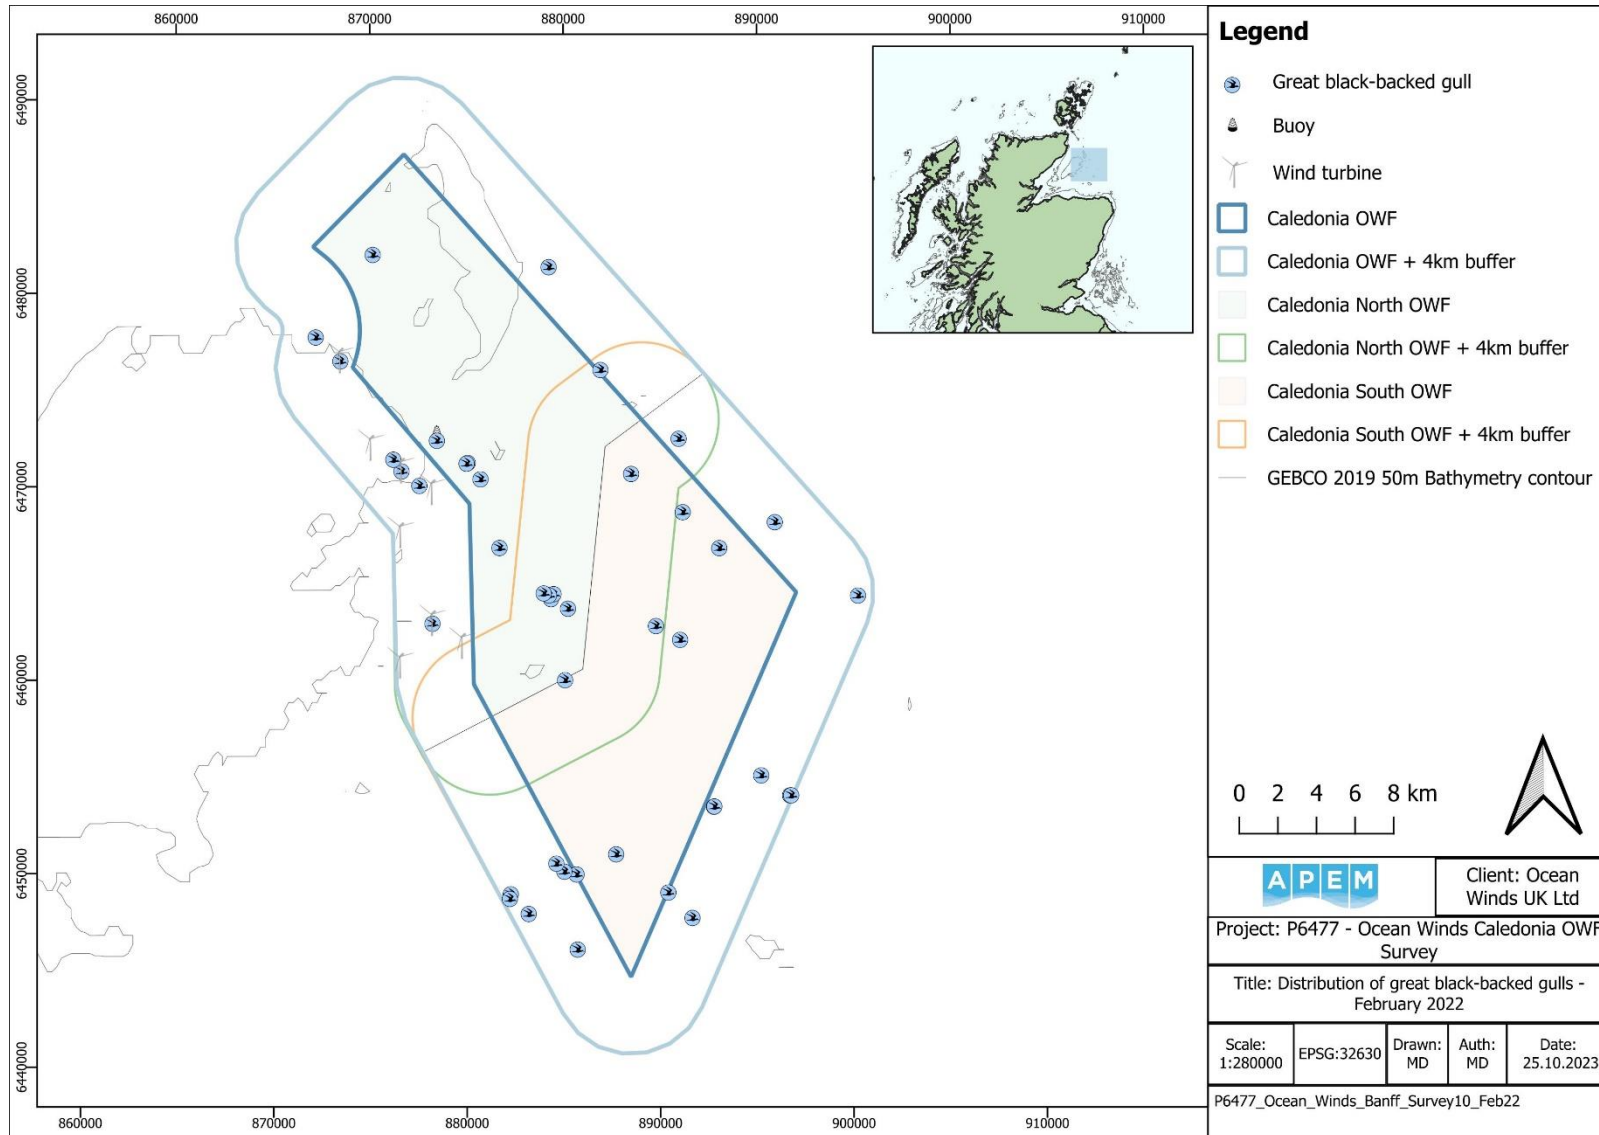 860000 870000 880000 890000 900000 910000
6490000
6480000
6470000
6460000
6450000
6440000
860000 870000 880000 890000 900000 910000
Legend
Great black-backed gull
Buoy
Wind turbine
Caledonia OWF
Caledonia OWF + 4km buffer
Caledonia North OWF
Caledonia North OWF + 4km buffer
Caledonia South OWF
Caledonia South OWF + 4km buffer
GEBCO 2019 50m Bathymetry contour
0 2 4 6 8 km
APEM
Client: Ocean
Winds UK Ltd
Project: P6477 - Ocean Winds Caledonia OWF
Survey
Title: Distribution of great black-backed gulls -
February 2022
Scale:
1:280000
EPSG:32630
Drawn:
MD
Auth:
MD
Date:
25.10.2023
P6477_Ocean_Winds_Banff_Survey10_Feb22